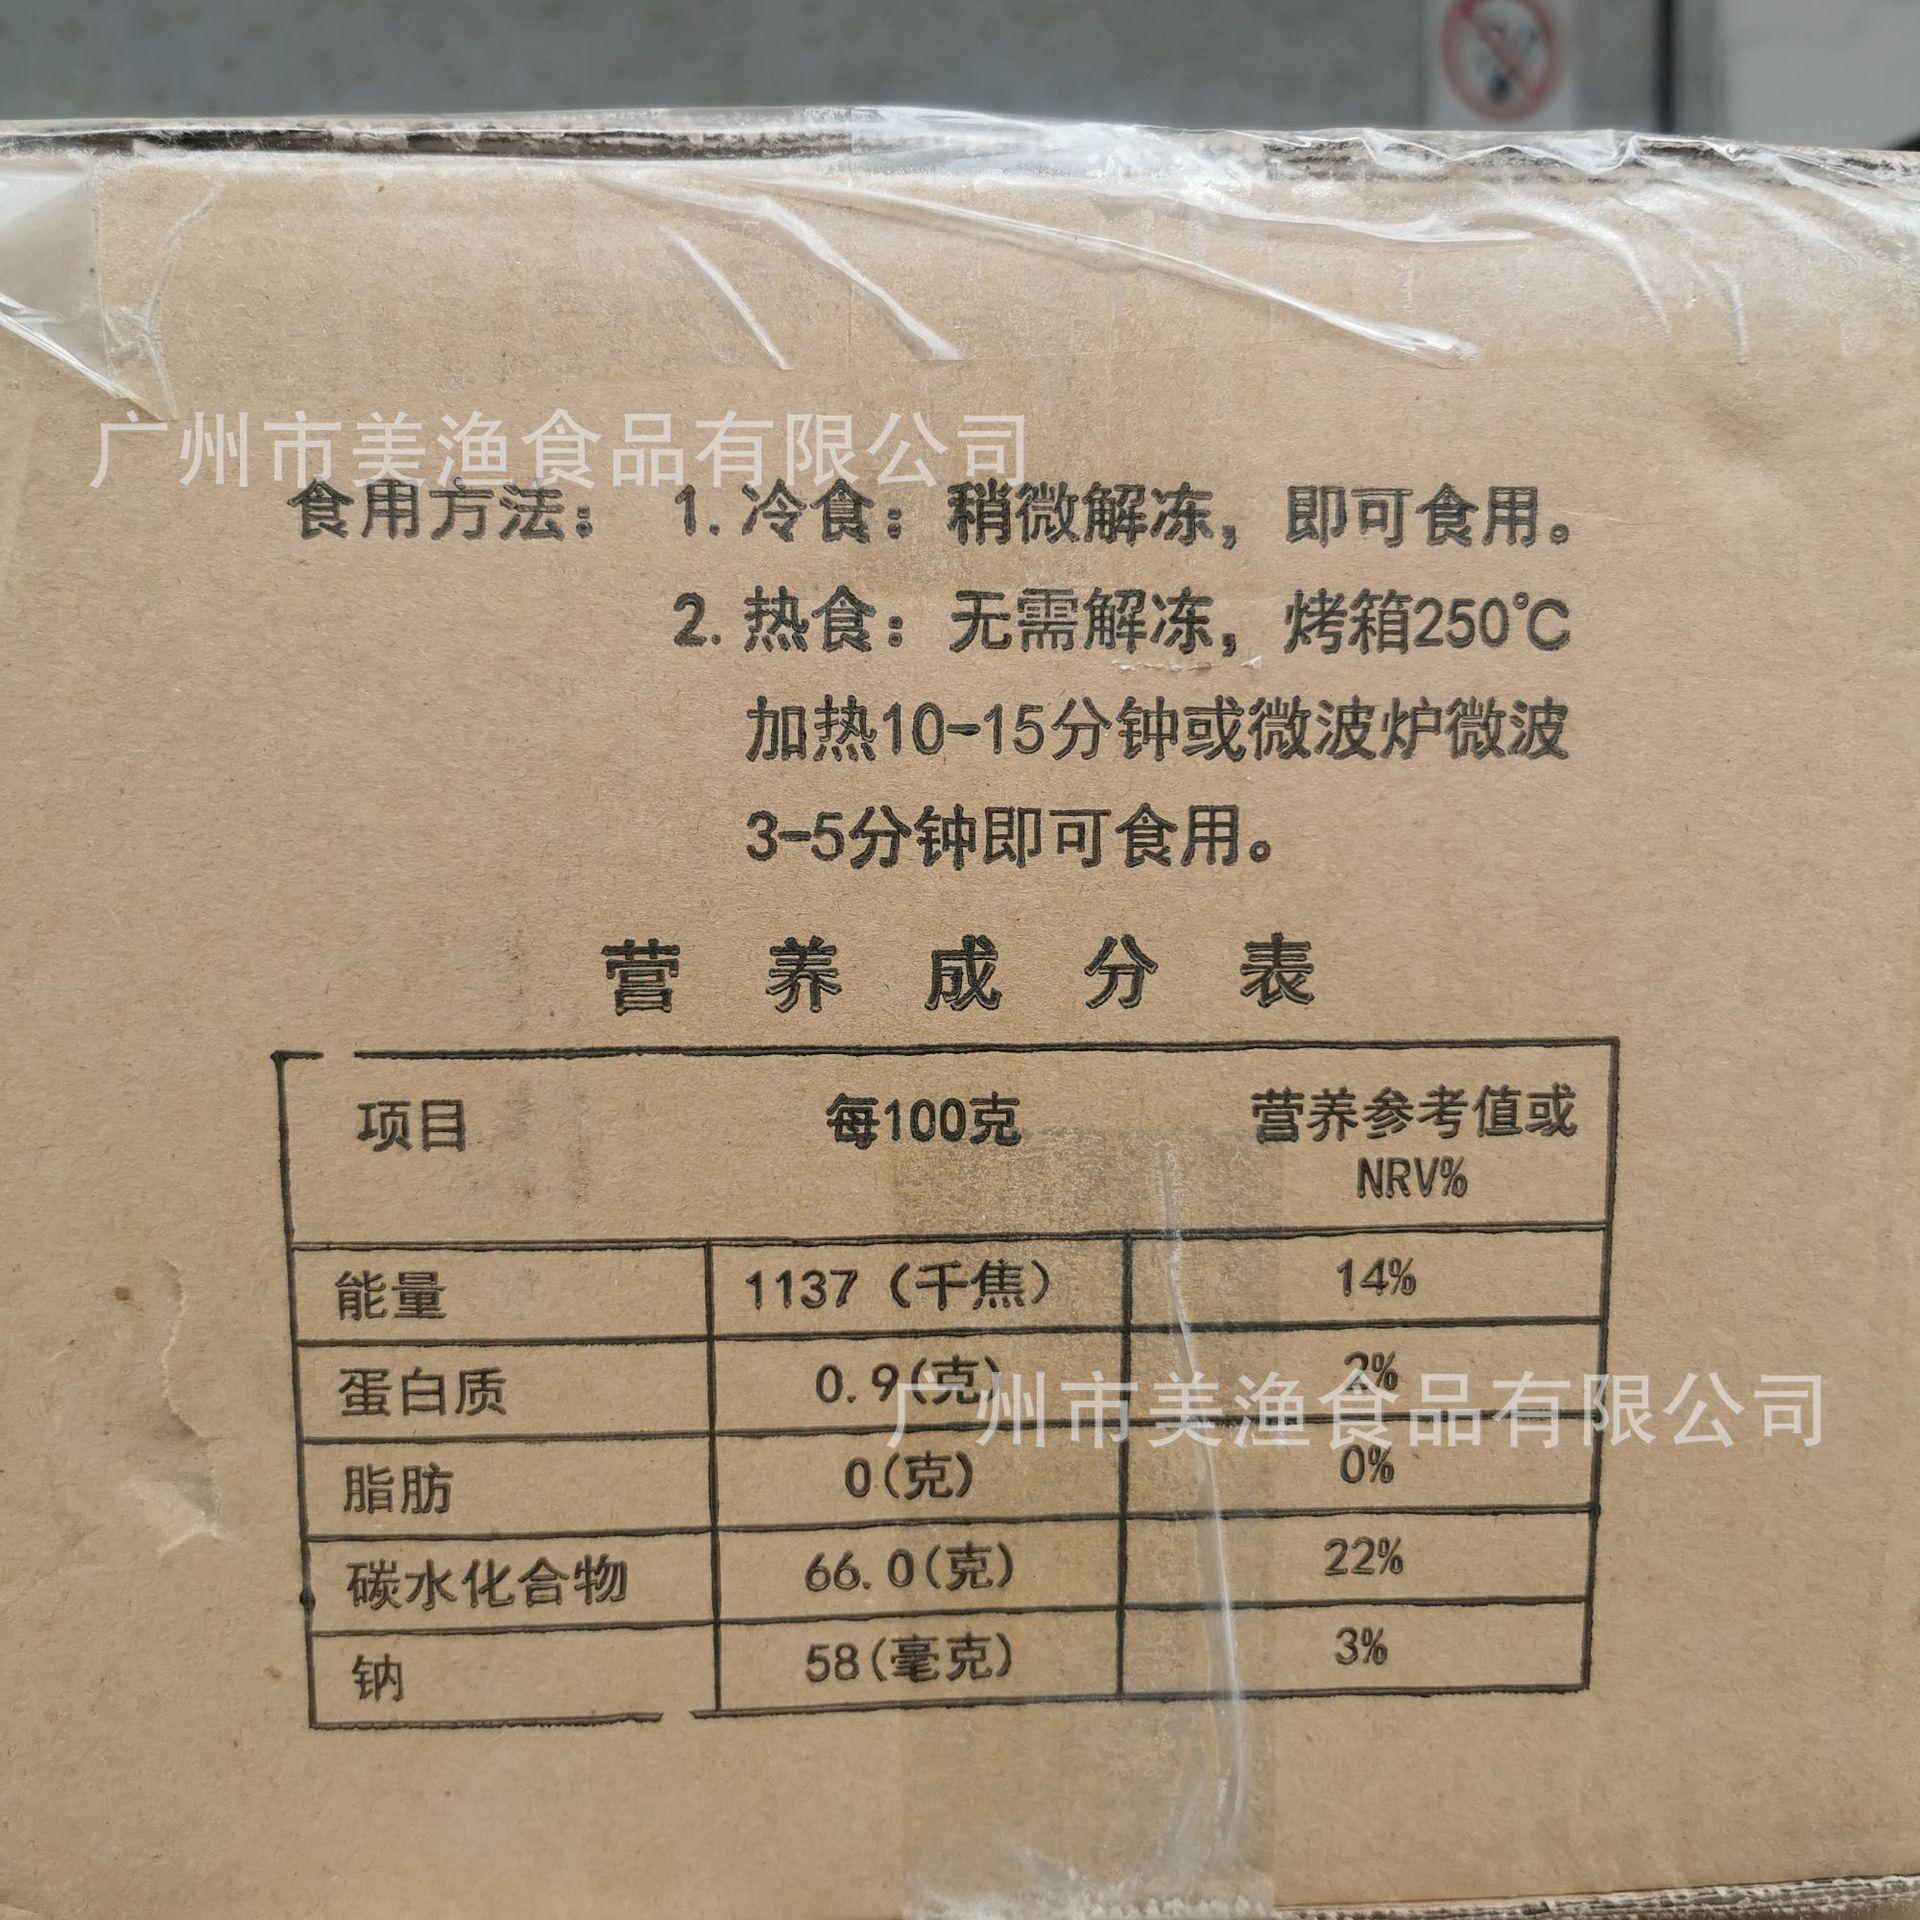 广州市美渔食品有限公司
食用方法： 1.冷食：稍微解冻，即可食用。
2.热食：无需解冻，烤箱250℃
加热10-15分钟或微波炉微波
3-5分钟即可食用。
营养成分表
项目 每100克 营养参考值或
NRV%
能量 1137（千焦） 14%
蛋白质 0.9(克) 2%
广州市美渔食品有限公司
脂肪 0(克) 0%
碳水化合物 66.0(克) 22%
钠 58(毫克) 3%